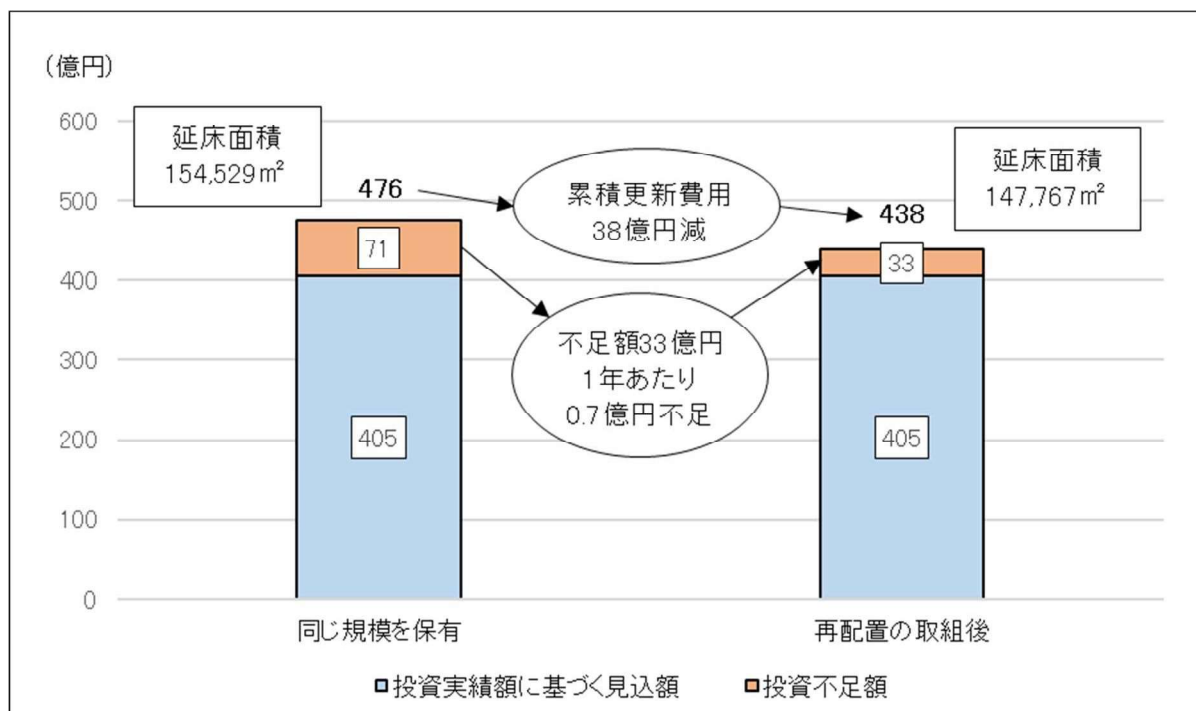 (億円)
600
500
400
300
200
100
0
延床面積
154,529㎡
476
71
405
累積更新費用
38億円減
不足額33億円
1年あたり
0.7億円不足
延床面積
147,767㎡
438
33
405
同じ規模を保有
再配置の取組後
投資実績額に基づく見込額
投資不足額